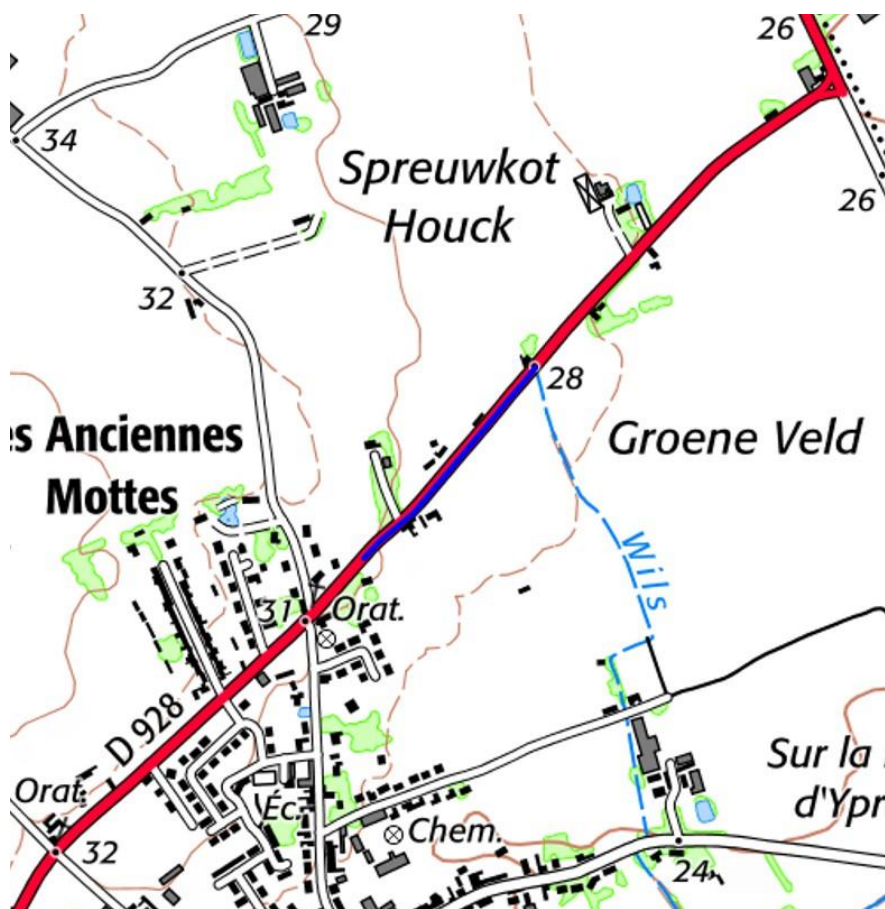 29
26
34
Spreuwkot
Houck
26
32
28
es Anciennes
Mottes
Groene Veld
Wils
31
Orat.
D 928
Sur la
d'Ypr
Orat.
Éc.
Chem.
32
24